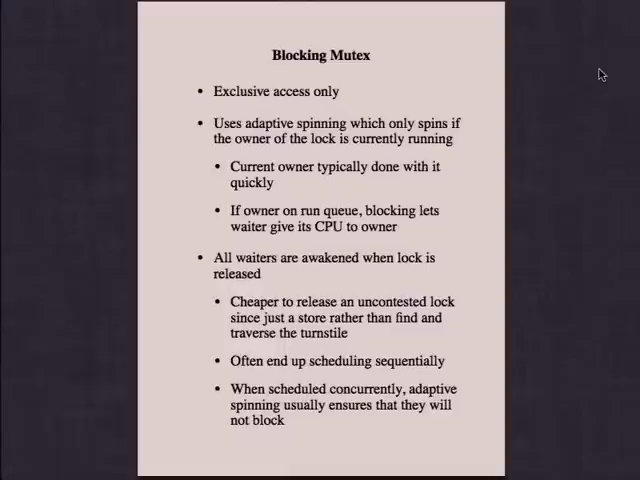 Blocking Mutex
• Exclusive access only
• Uses adaptive spinning which only spins if
the owner of the lock is currently running
• Current owner typically done with it
quickly
• If owner on run queue, blocking lets
waiter give its CPU to owner
• All waiters are awakened when lock is
released
• Cheaper to release an uncontested lock
since just a store rather than find and
traverse the turnstile
• Often end up scheduling sequentially
• When scheduled concurrently, adaptive
spinning usually ensures that they will
not block